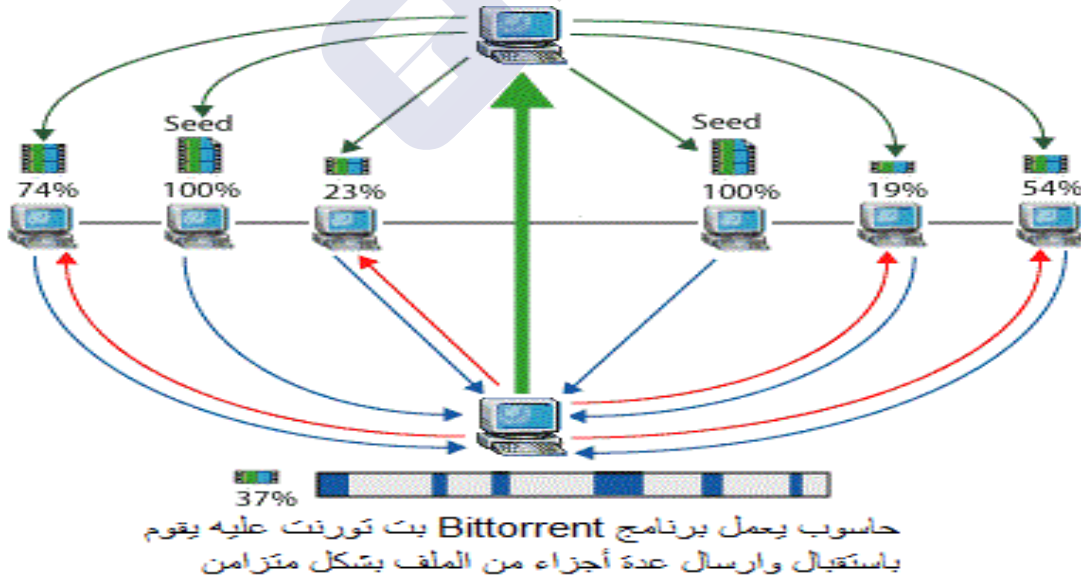 Seed
Seed
74%
100%
23%
100%
19%
54%
37%
حاسوب يعمل برنامج Bittorrent بت تورنت عليه يقوم
باستقبال وارسال عدة أجزاء من الملف بشكل متزامن